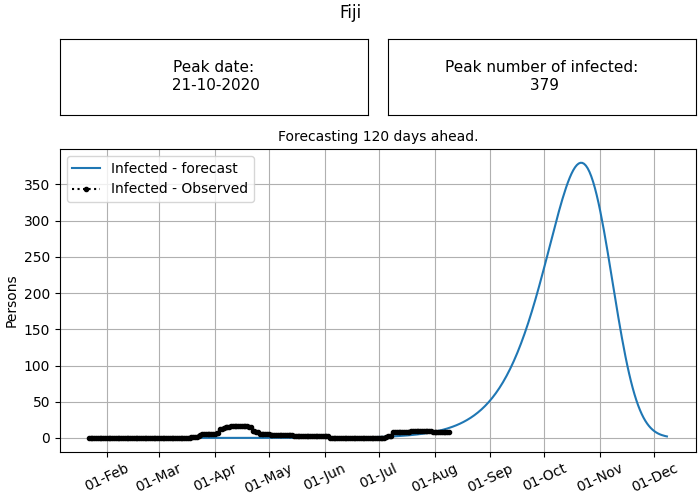 Fiji
Peak date:
21-10-2020
Peak number of infected:
379
Forecasting 120 days ahead.
Infected - forecast
Infected - Observed
Persons
350
300
250
200
150
100
50
0
01-Feb
01-Mar
01-Apr
01-May
01-Jun
01-Jul
01-Aug
01-Sep
01-Oct
01-Nov
01-Dec